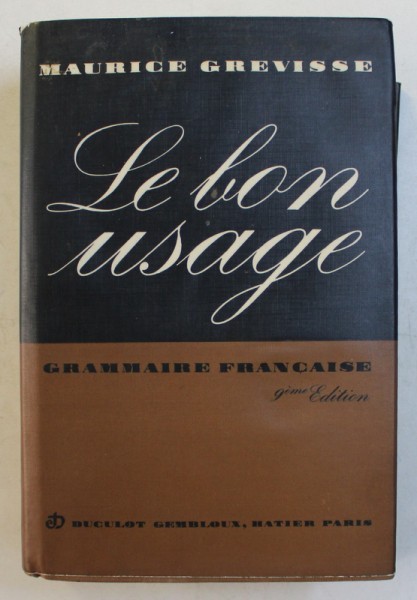 MAURICE GREVISSE
Le bon
usage
GRAMMAIRE FRANCAISE
9ème Edition
DUCULOT GEMBLOUX, HATIER PARIS